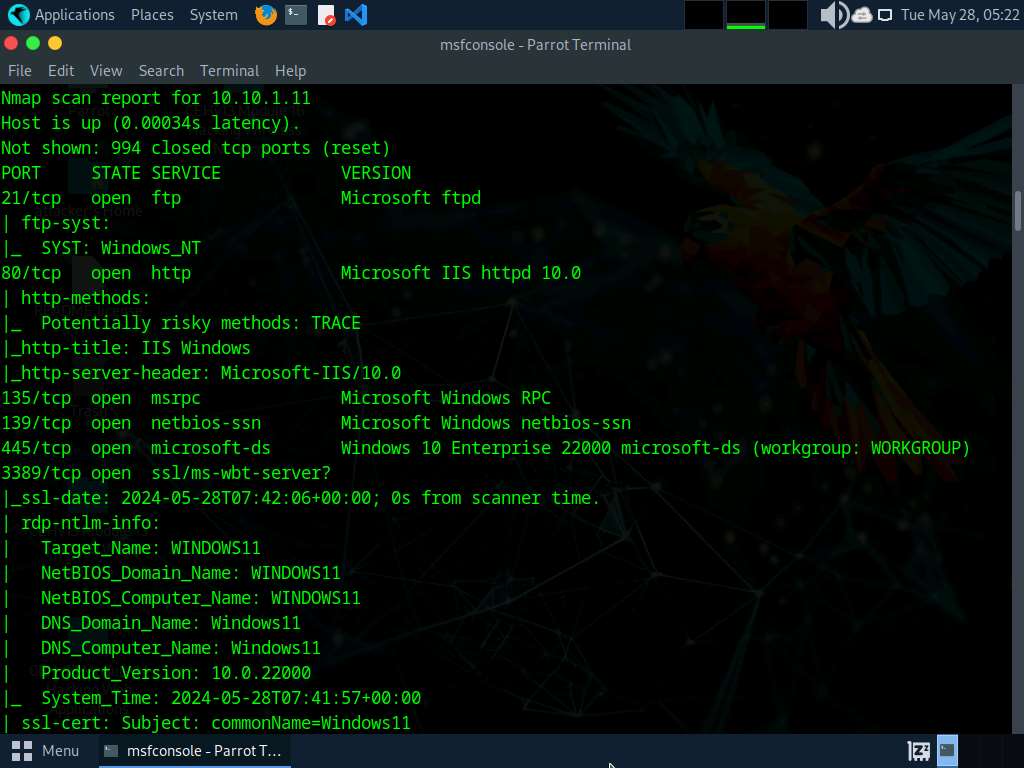 Applications Places System Tue May 28, 05:22
msfconsole - Parrot Terminal
File Edit View Search Terminal Help
Nmap scan report for 10.10.1.11
Host is up (0.00034s latency).
Not shown: 994 closed tcp ports (reset)
PORT     STATE SERVICE            VERSION
21/tcp   open  ftp                Microsoft ftpd
| ftp-syst:
|_  SYST: Windows_NT
80/tcp   open  http               Microsoft IIS httpd 10.0
| http-methods:
|_  Potentially risky methods: TRACE
|_http-title: IIS Windows
|_http-server-header: Microsoft-IIS/10.0
135/tcp  open  msrpc              Microsoft Windows RPC
139/tcp  open  netbios-ssn        Microsoft Windows netbios-ssn
445/tcp  open  microsoft-ds       Windows 10 Enterprise 22000 microsoft-ds (workgroup: WORKGROUP)
3389/tcp open  ssl/ms-wbt-server?
|_ssl-date: 2024-05-28T07:42:06+00:00; 0s from scanner time.
| rdp-ntlm-info:
|   Target_Name: WINDOWS11
|   NetBIOS_Domain_Name: WINDOWS11
|   NetBIOS_Computer_Name: WINDOWS11
|   DNS_Domain_Name: Windows11
|   DNS_Computer_Name: Windows11
|   Product_Version: 10.0.22000
|_  System_Time: 2024-05-28T07:41:57+00:00
| ssl-cert: Subject: commonName=Windows11
Menu msfconsole - Parrot T...